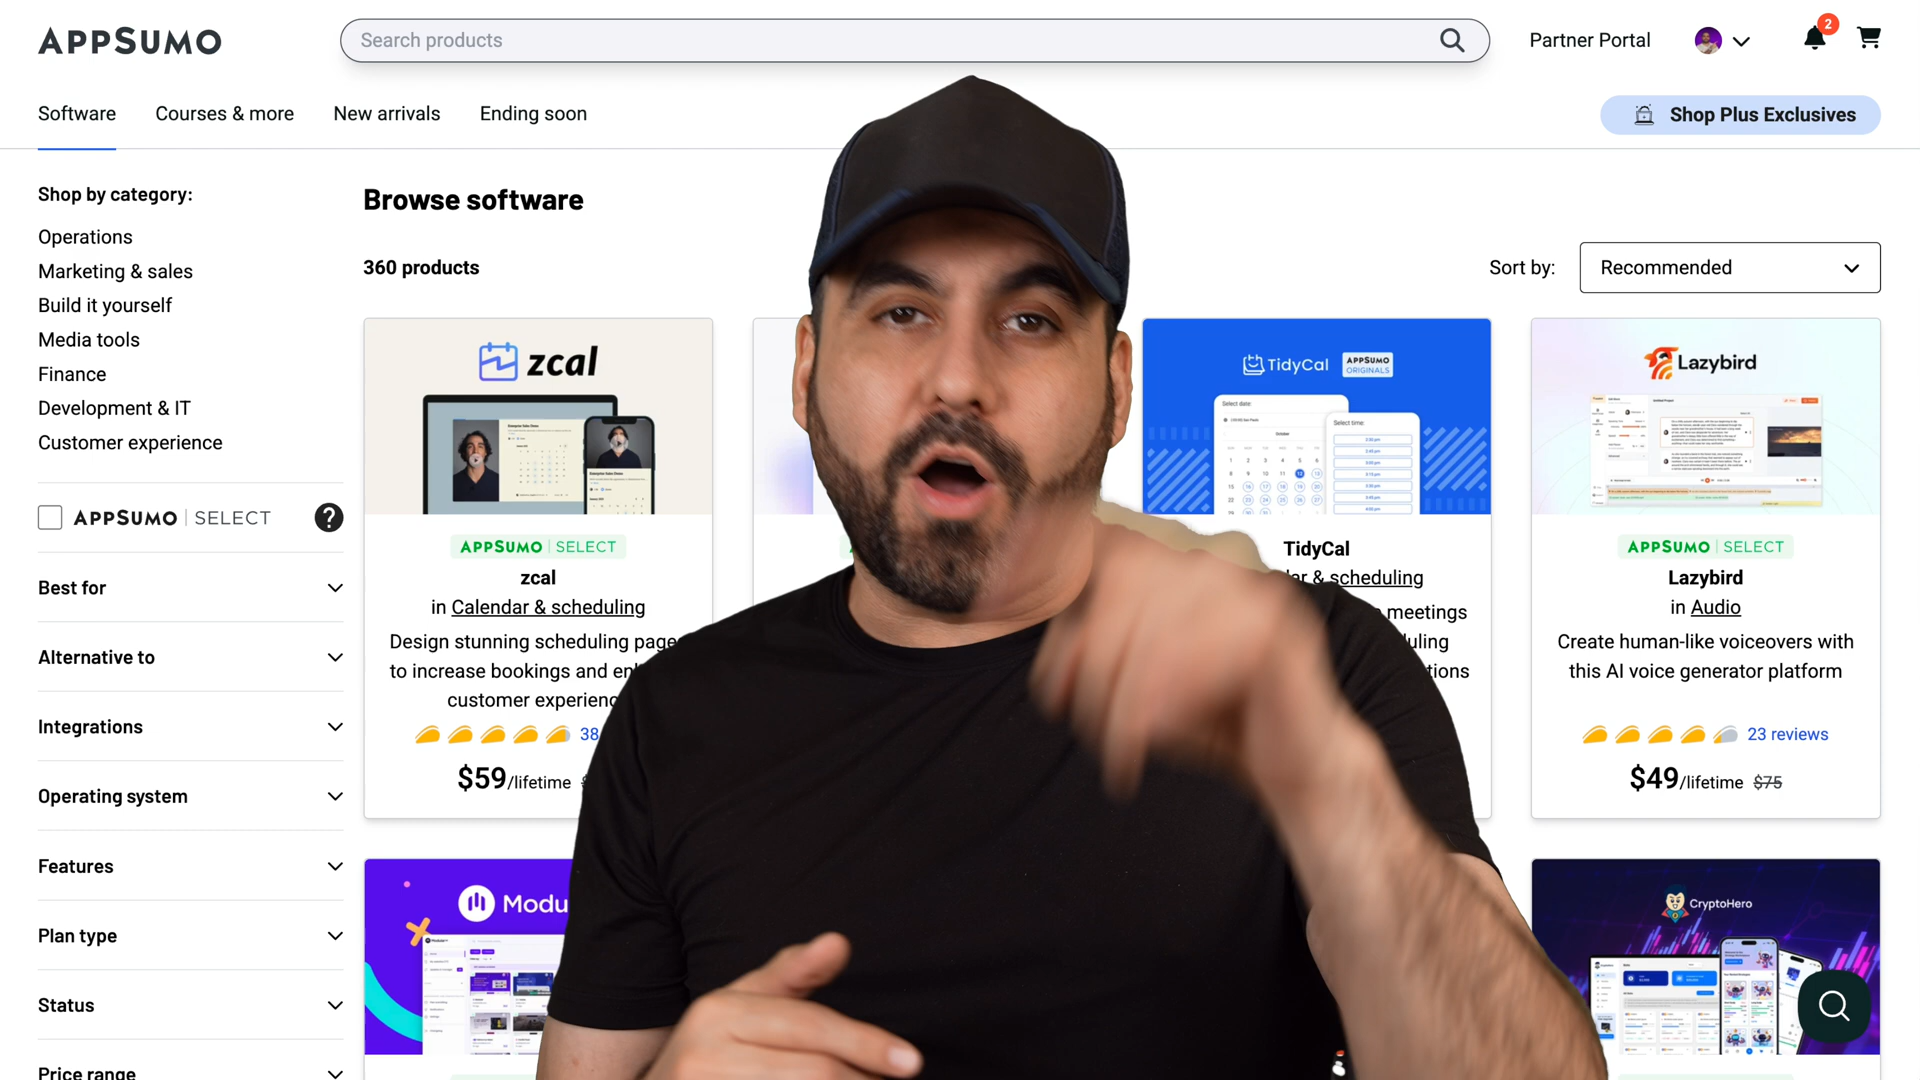 APPSUMO
Search products
Partner Portal
2
Software
Courses & more
New arrivals
Ending soon
Shop Plus Exclusives
Shop by category:
Operations
Marketing & sales
Build it yourself
Media tools
Finance
Development & IT
Customer experience
APPSUMO | SELECT
?
Best for
Alternative to
Integrations
Operating system
Features
Plan type
Status
Price range
Browse software
360 products
Sort by:
Recommended
zcal
APPSUMO | SELECT
zcal
in Calendar & scheduling
Design stunning scheduling page
to increase bookings and en
customer experienc
38
$59/lifetime
TidyCal
APPSUMO
ORIGINALS
Select date:
Select time:
TidyCal
& scheduling
meetings
Lazybird
APPSUMO | SELECT
Lazybird
in Audio
Create human-like voiceovers with
this AI voice generator platform
23 reviews
$49/lifetime $75
Modu
CryptoHero